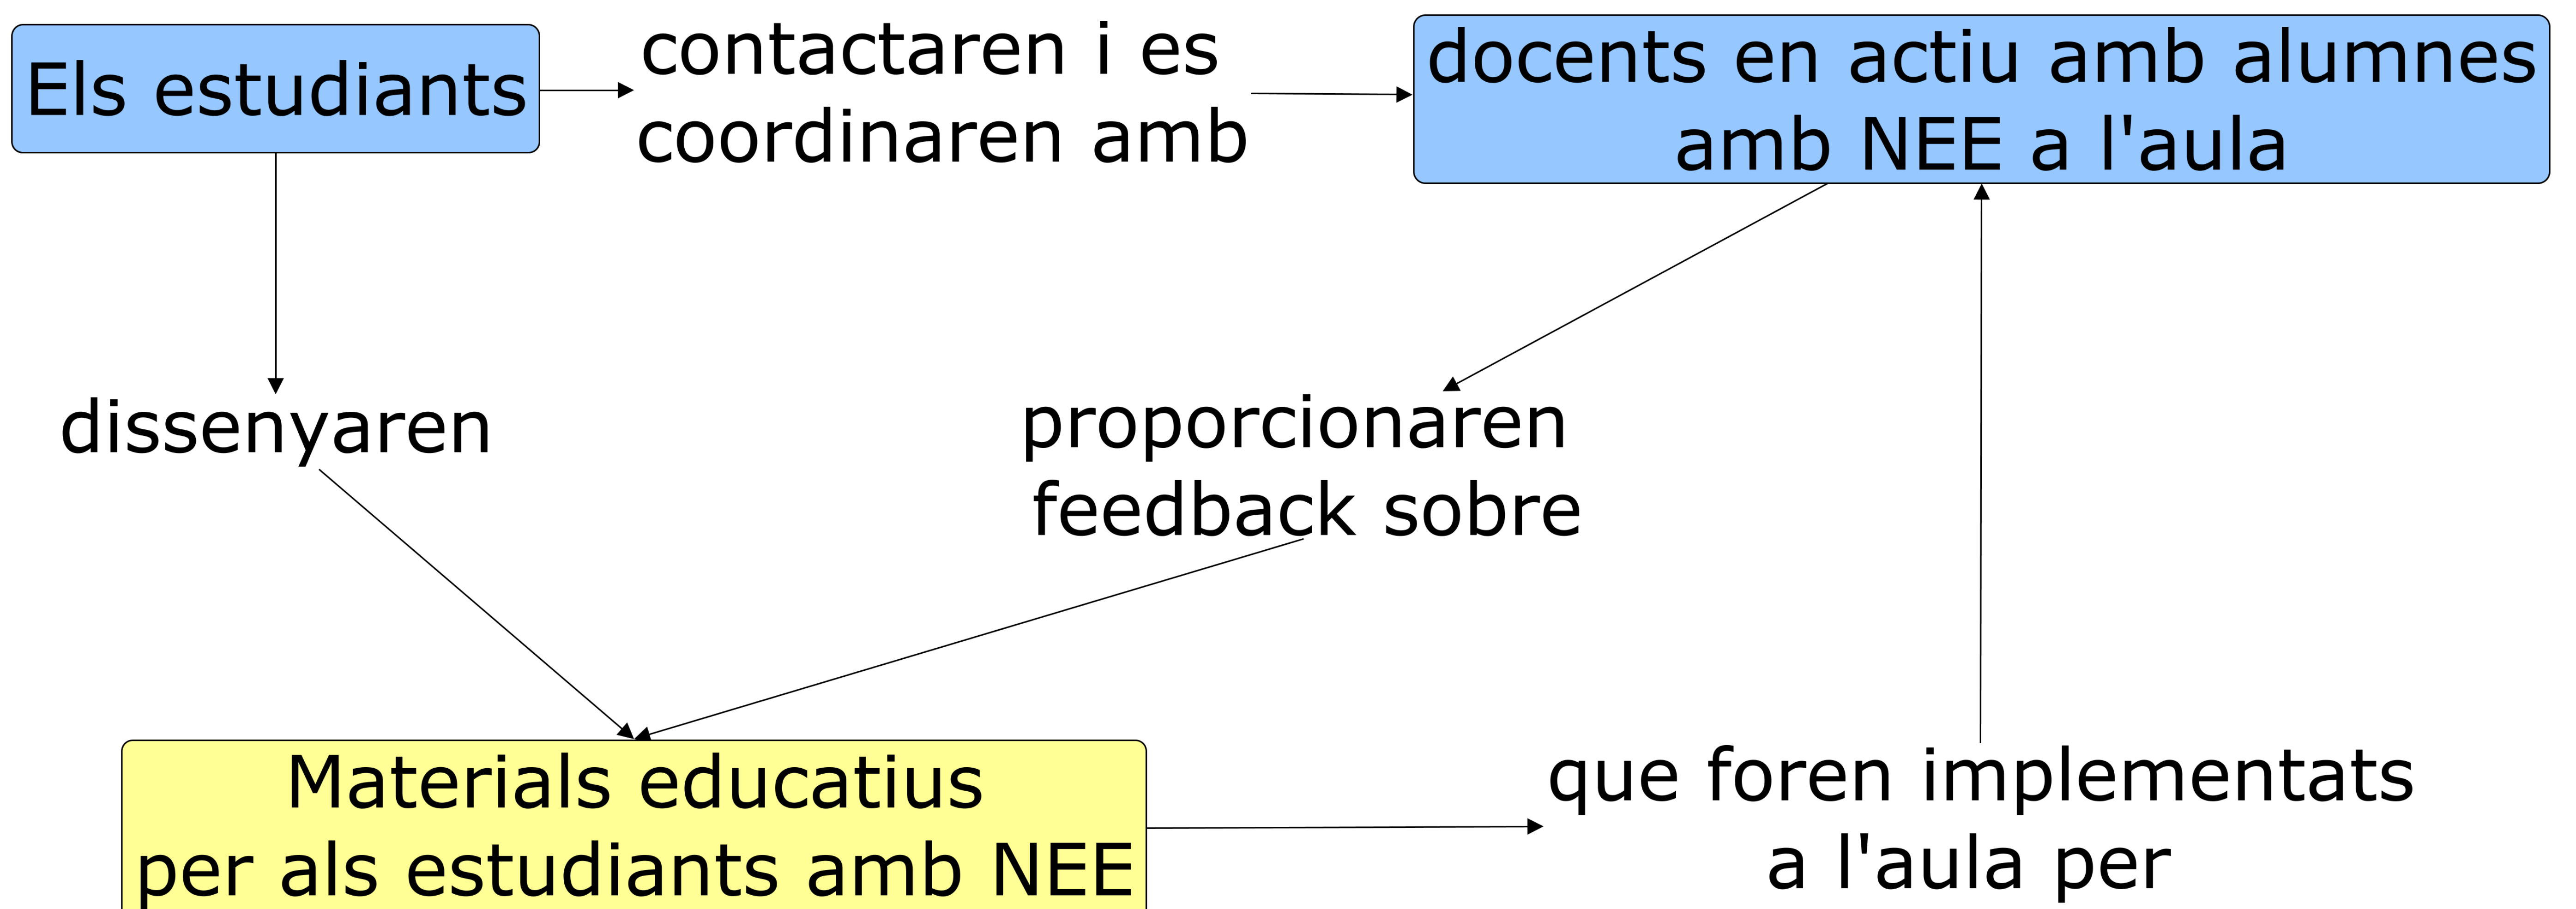 Els estudiants
contactaren i es
coordinaren amb
docents en actiu amb alumnes
amb NEE a l'aula
dissenyaren
proporcionaren
feedback sobre
Materials educatius
per als estudiants amb NEE
que foren implementats
a l'aula per